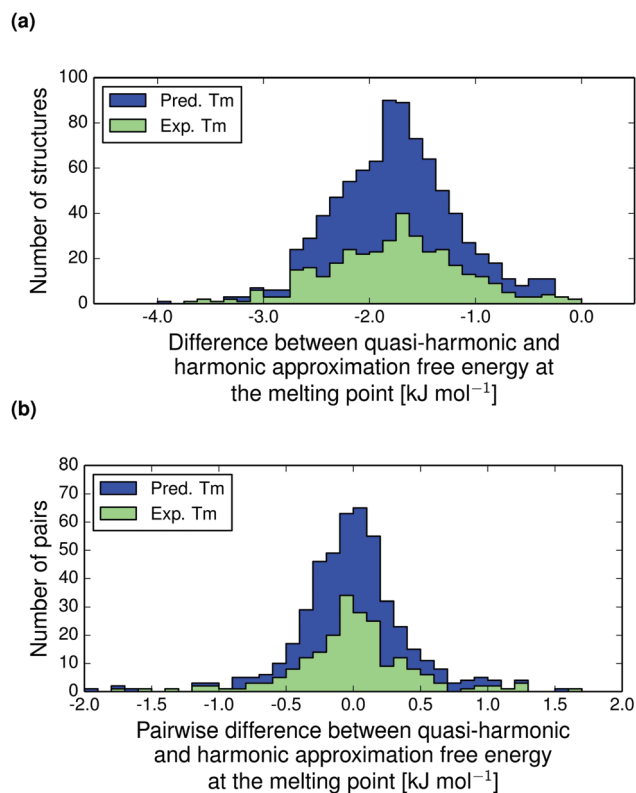 (a)
100
80
60
40
20
0
Number of structures
Pred. Tm
Exp. Tm
-4.0 -3.0 -2.0 -1.0 0.0
Difference between quasi-harmonic and
harmonic approximation free energy at
the melting point [kJ mol⁻¹]
(b)
80
70
60
50
40
30
20
10
0
Number of pairs
Pred. Tm
Exp. Tm
-2.0 -1.5 -1.0 -0.5 0.0 0.5 1.0 1.5 2.0
Pairwise difference between quasi-harmonic
and harmonic approximation free energy
at the melting point [kJ mol⁻¹]